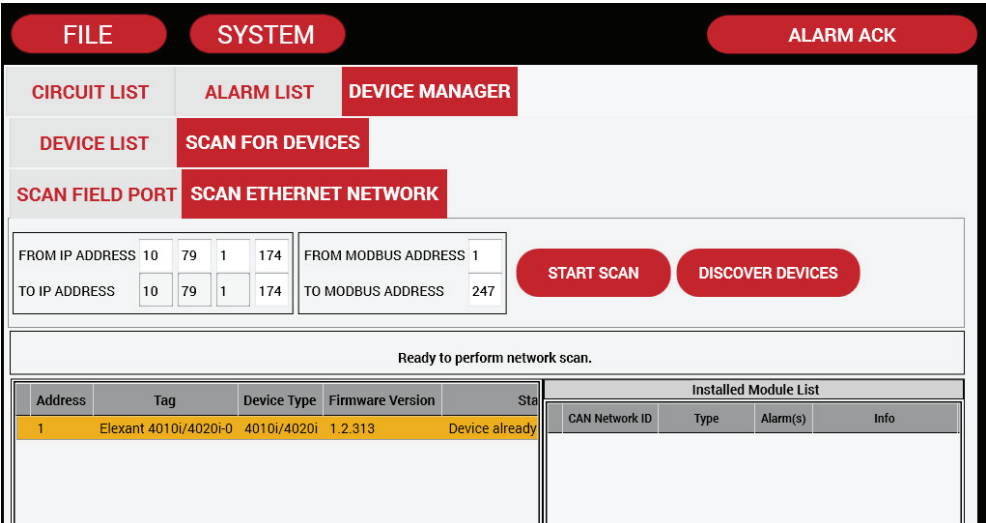 FILE SYSTEM ALARM ACK
CIRCUIT LIST ALARM LIST DEVICE MANAGER
DEVICE LIST SCAN FOR DEVICES
SCAN FIELD PORT SCAN ETHERNET NETWORK
FROM IP ADDRESS 10 79 1 174 FROM MODBUS ADDRESS 1
START SCAN DISCOVER DEVICES
TO IP ADDRESS 10 79 1 174 TO MODBUS ADDRESS 247
Ready to perform network scan.
Installed Module List
Address Tag Device Type Firmware Version Sta
CAN Network ID Type Alarm(s) Info
1 Elexant 4010i/4020i-0 4010i/4020i 1.2.313 Device already